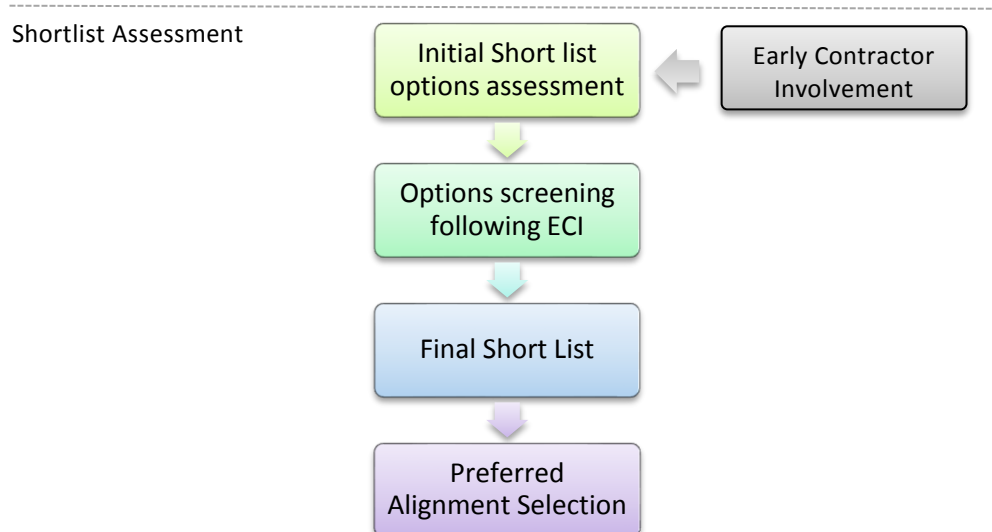 Shortlist Assessment
Initial Short list
options assessment
Early Contractor
Involvement
Options screening
following ECI
Final Short List
Preferred
Alignment Selection